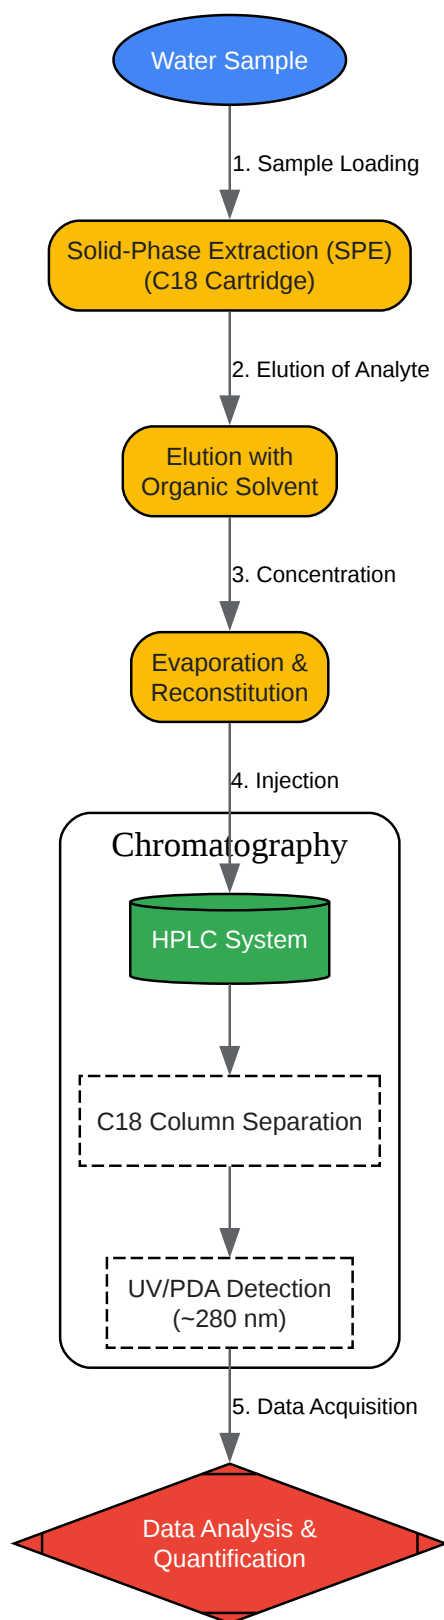 Water Sample
1. Sample Loading
Solid-Phase Extraction (SPE)
(C18 Cartridge)
2. Elution of Analyte
Elution with
Organic Solvent
3. Concentration
Evaporation &
Reconstitution
4. Injection
Chromatography
HPLC System
C18 Column Separation
UV/PDA Detection
(~280 nm)
5. Data Acquisition
Data Analysis &
Quantification